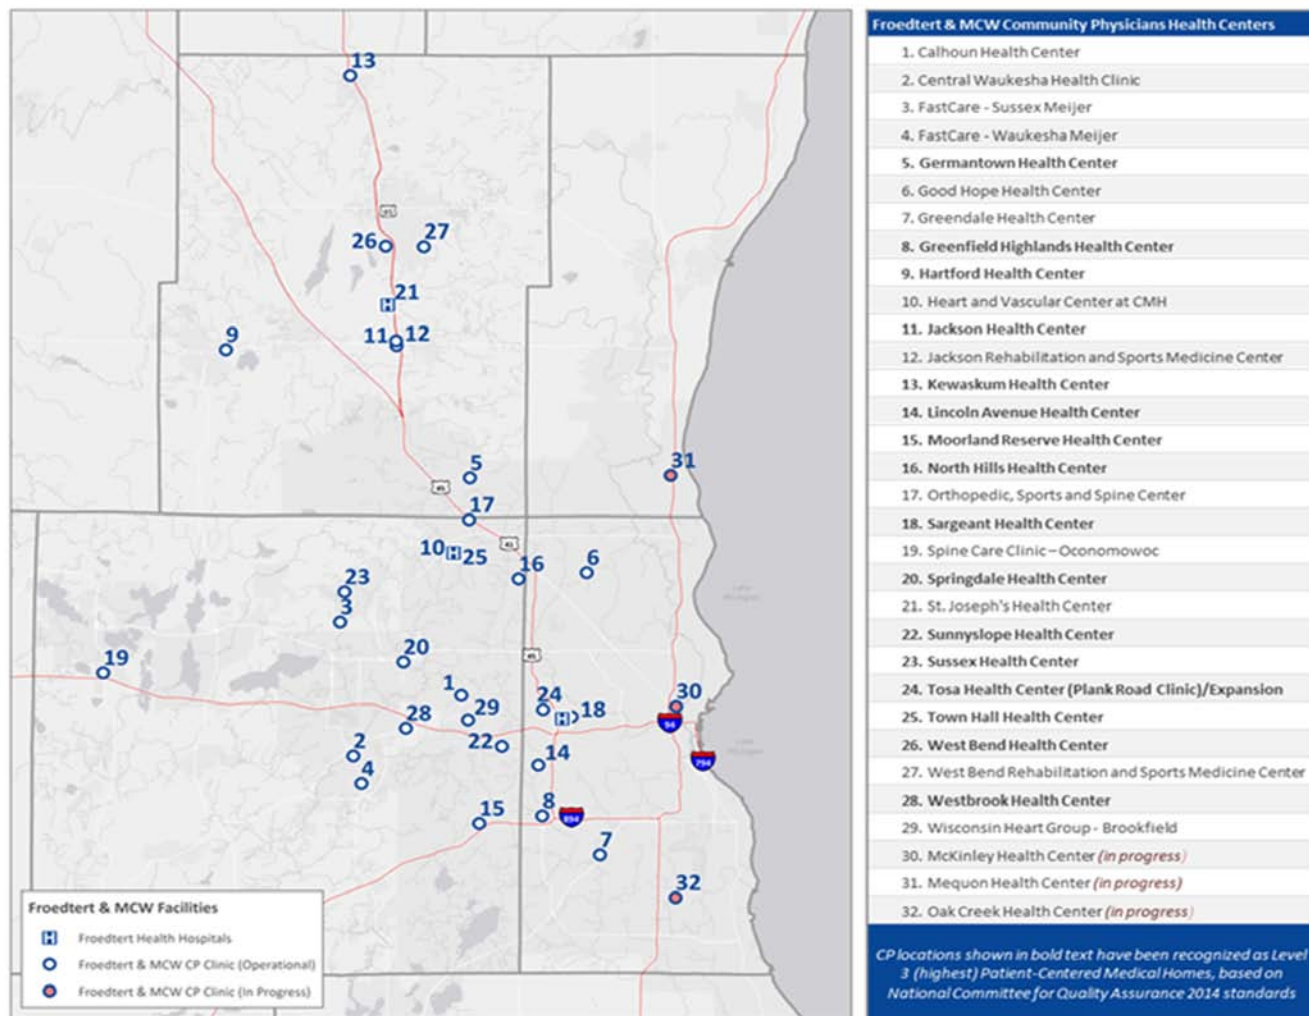 13
41
26
27
21
11
12
9
5
31
45
17
10
25
41
16
6
23
3
20
45
19
1
29
24
18
30
94
28
22
2
4
14
794
15
8
894
7
32
Lake
Michigan
Froedtert & MCW Facilities
H Froedtert Health Hospitals
Froedtert & MCW CP Clinic (Operational)
Froedtert & MCW CP Clinic (In Progress)
Froedtert & MCW Community Physicians Health Centers
1. Calhoun Health Center
2. Central Waukesha Health Clinic
3. FastCare - Sussex Meijer
4. FastCare - Waukesha Meijer
5. Germantown Health Center
6. Good Hope Health Center
7. Greendale Health Center
8. Greenfield Highlands Health Center
9. Hartford Health Center
10. Heart and Vascular Center at CMH
11. Jackson Health Center
12. Jackson Rehabilitation and Sports Medicine Center
13. Kewaskum Health Center
14. Lincoln Avenue Health Center
15. Moorland Reserve Health Center
16. North Hills Health Center
17. Orthopedic, Sports and Spine Center
18. Sargeant Health Center
19. Spine Care Clinic – Oconomowoc
20. Springdale Health Center
21. St. Joseph's Health Center
22. Sunnyslope Health Center
23. Sussex Health Center
24. Tosa Health Center (Plank Road Clinic)/Expansion
25. Town Hall Health Center
26. West Bend Health Center
27. West Bend Rehabilitation and Sports Medicine Center
28. Westbrook Health Center
29. Wisconsin Heart Group - Brookfield
30. McKinley Health Center (in progress)
31. Mequon Health Center (in progress)
32. Oak Creek Health Center (in progress)
CP locations shown in bold text have been recognized as Level
3 (highest) Patient-Centered Medical Homes, based on
National Committee for Quality Assurance 2014 standards